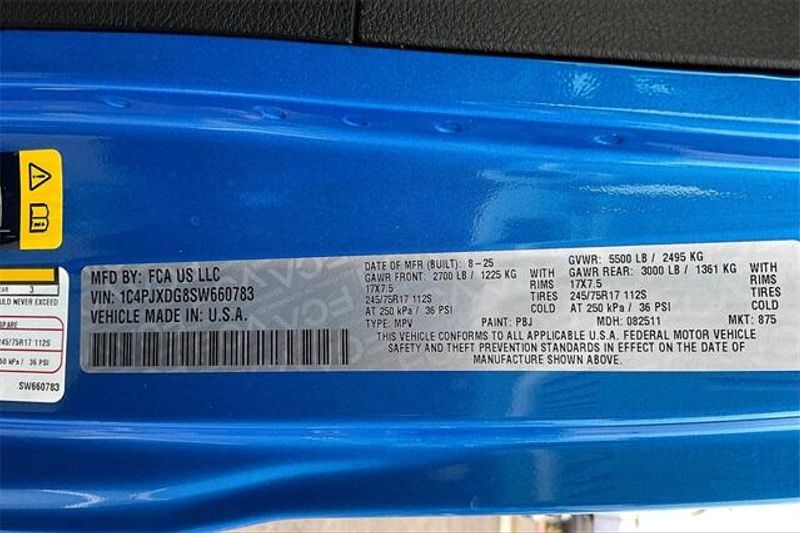 MFD BY: FCA US LLC
VIN: 1C4PJXDG8SW660783
VEHICLE MADE IN: U.S.A.
DATE OF MFR (BUILT): 8-25
GAWR FRONT: 2700 LB / 1225 KG WITH
17X7.5 RIMS
245/75R17 112S TIRES
AT 250 kPa / 36 PSI COLD
TYPE: MPV PAINT: PBJ
GVWR: 5500 LB / 2495 KG
GAWR REAR: 3000 LB / 1361 KG WITH
17X7.5 RIMS
245/75R17 112S TIRES
AT 250 kPa / 36 PSI COLD
MDH: 082511 MKT: 875
THIS VEHICLE CONFORMS TO ALL APPLICABLE U.S.A. FEDERAL MOTOR VEHICLE
SAFETY AND THEFT PREVENTION STANDARDS IN EFFECT ON THE DATE OF
MANUFACTURE SHOWN ABOVE.
REAR 3
NEVER EXCEED
SPARE
245/75R17 112S
250 kPa / 36 PSI
SW660783